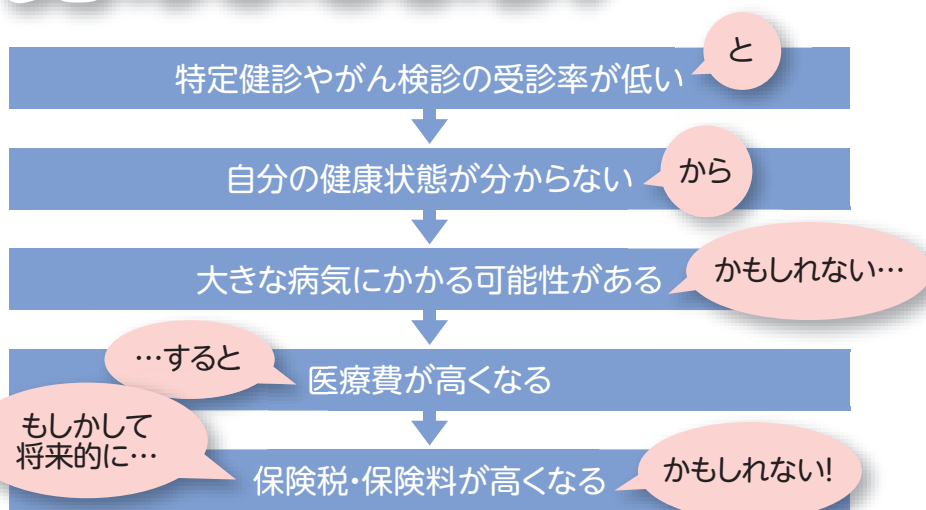 特定健診やがん検診の受診率が低い
と
自分の健康状態が分からない
から
大きな病気にかかる可能性がある
かもしれない…
…すると
医療費が高くなる
もしかして
将来的に…
保険税・保険料が高くなる
かもしれない!